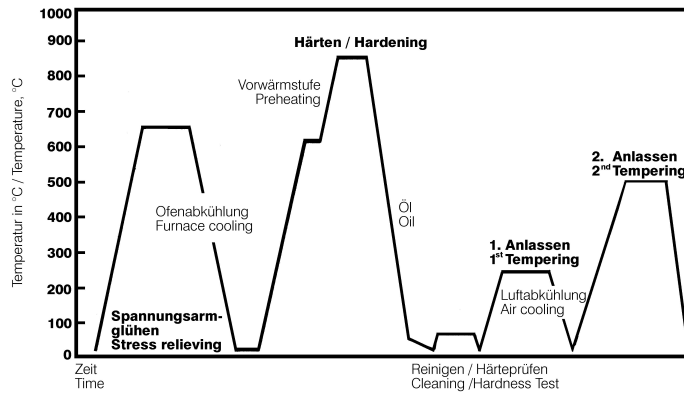 1000
900
800
700
600
500
400
300
200
100
0
Temperatur in °C / Temperature, °C
Härten / Hardening
Vorwärmstufe
Preheating
Ofenabkühlung
Furnace cooling
Spannungsarm-
glühen
Stress relieving
Öl
Oil
1. Anlassen
1st Tempering
Luftabkühlung
Air cooling
2. Anlassen
2nd Tempering
Zeit
Time
Reinigen / Härteprüfen
Cleaning /Hardness Test